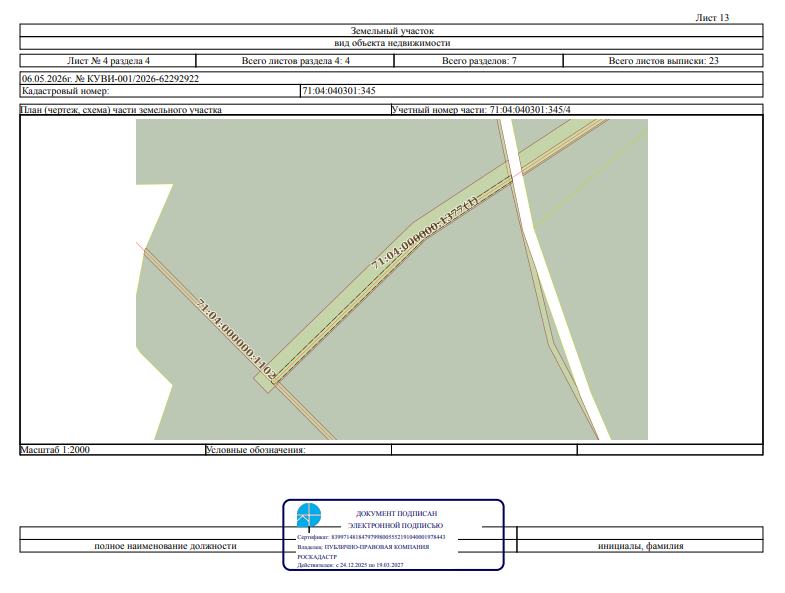 Лист 13
Земельный участок
вид объекта недвижимости
Лист № 4 раздела 4
Всего листов раздела 4: 4
Всего разделов: 7
Всего листов выписки: 23
06.05.2026г. № КУВИ-001/2026-62292922
Кадастровый номер:
71:04:040301:345
План (чертеж, схема) части земельного участка
Учетный номер части: 71:04:040301:345/4
71:04:000000:1377(1)
71:04:000000:1102
Масштаб 1:2000
Условные обозначения:
ДОКУМЕНТ ПОДПИСАН
ЭЛЕКТРОННОЙ ПОДПИСЬЮ
Владелец: ПУБЛИЧНО-ПРАВОВАЯ КОМПАНИЯ
РОСКАДАСТР
Действителен: с 24.12.2025 по 19.03.2027
полное наименование должности
инициалы, фамилия